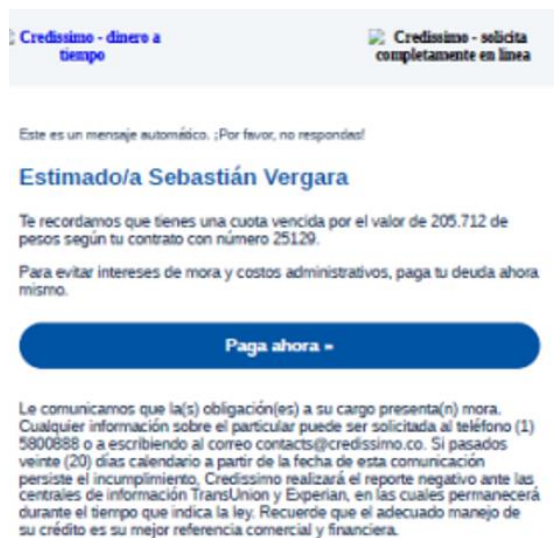 Credissimo - dinero a
tiempo
Credissimo - solicita
completamente en linea
Este es un mensaje automático. ¡Por favor, no respondas!
Estimado/a Sebastián Vergara
Te recordamos que tienes una cuota vencida por el valor de 205.712 de
pesos según tu contrato con número 25129.
Para evitar intereses de mora y costos administrativos, paga tu deuda ahora
mismo.
Paga ahora »
Le comunicamos que la(s) obligación(es) a su cargo presenta(n) mora.
Cualquier información sobre el particular puede ser solicitada al teléfono (1)
5800888 o a escribiendo al correo contacts@credissimo.co. Si pasados
veinte (20) días calendario a partir de la fecha de esta comunicación
persiste el incumplimiento, Credissimo realizará el reporte negativo ante las
centrales de información TransUnion y Experian, en las cuales permanecerá
durante el tiempo que indica la ley. Recuerde que el adecuado manejo de
su crédito es su mejor referencia comercial y financiera.